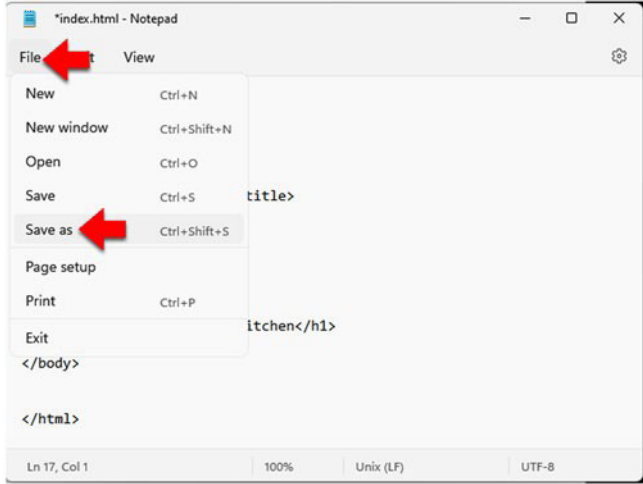 *index.html - Notepad
File t View
New Ctrl+N
New window Ctrl+Shift+N
Open Ctrl+O
Save Ctrl+S
title>
Save as Ctrl+Shift+S
Page setup
Print Ctrl+P
itchen</h1>
Exit
</body>
</html>
Ln 17, Col 1 100% Unix (LF) UTF-8